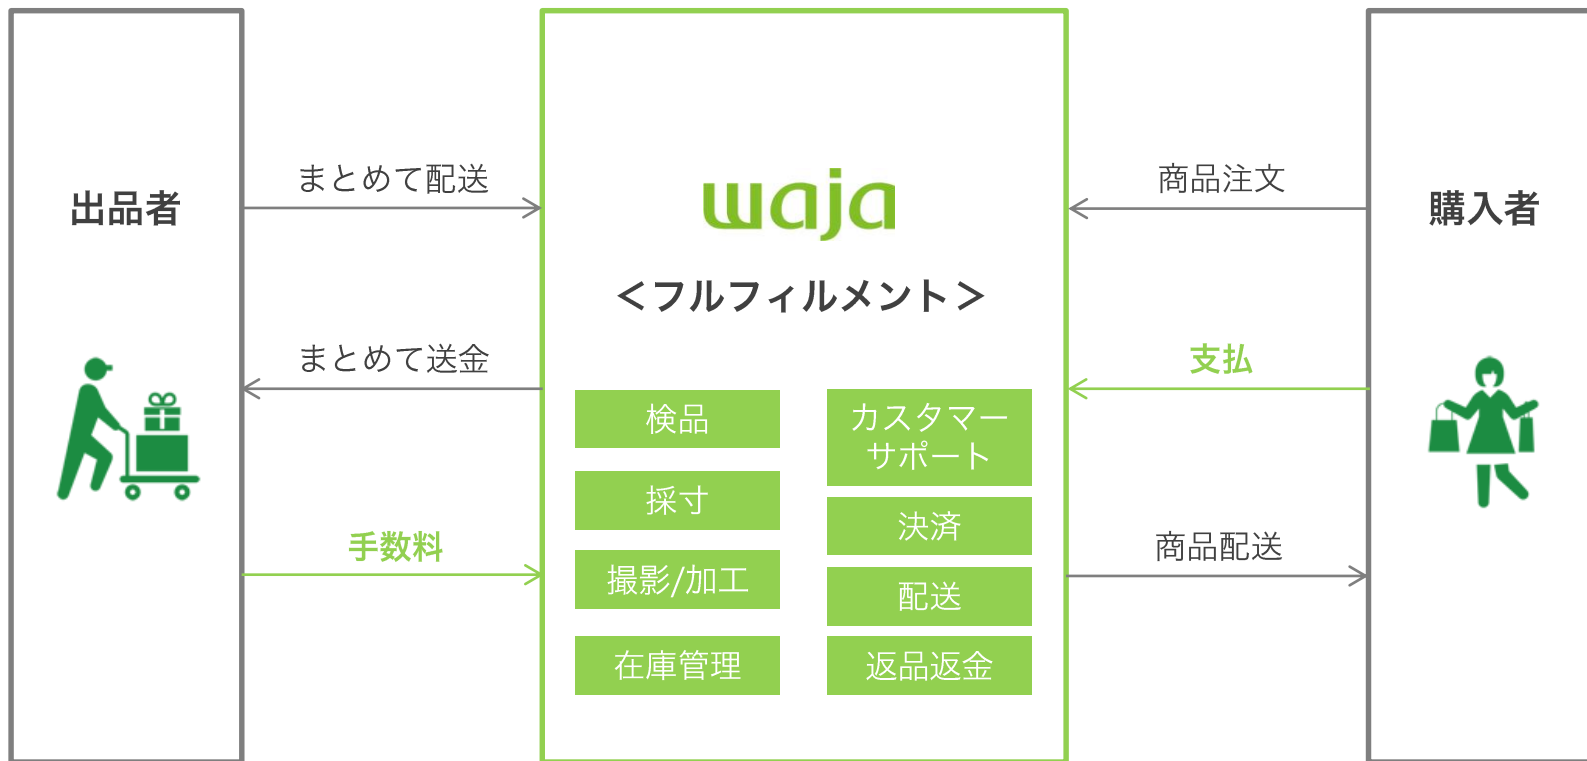 出品者
まとめて配送
まとめて送金
手数料
waja
＜フルフィルメント＞
検品
採寸
撮影/加工
在庫管理
カスタマー
サポート
決済
配送
返品返金
商品注文
支払
商品配送
購入者